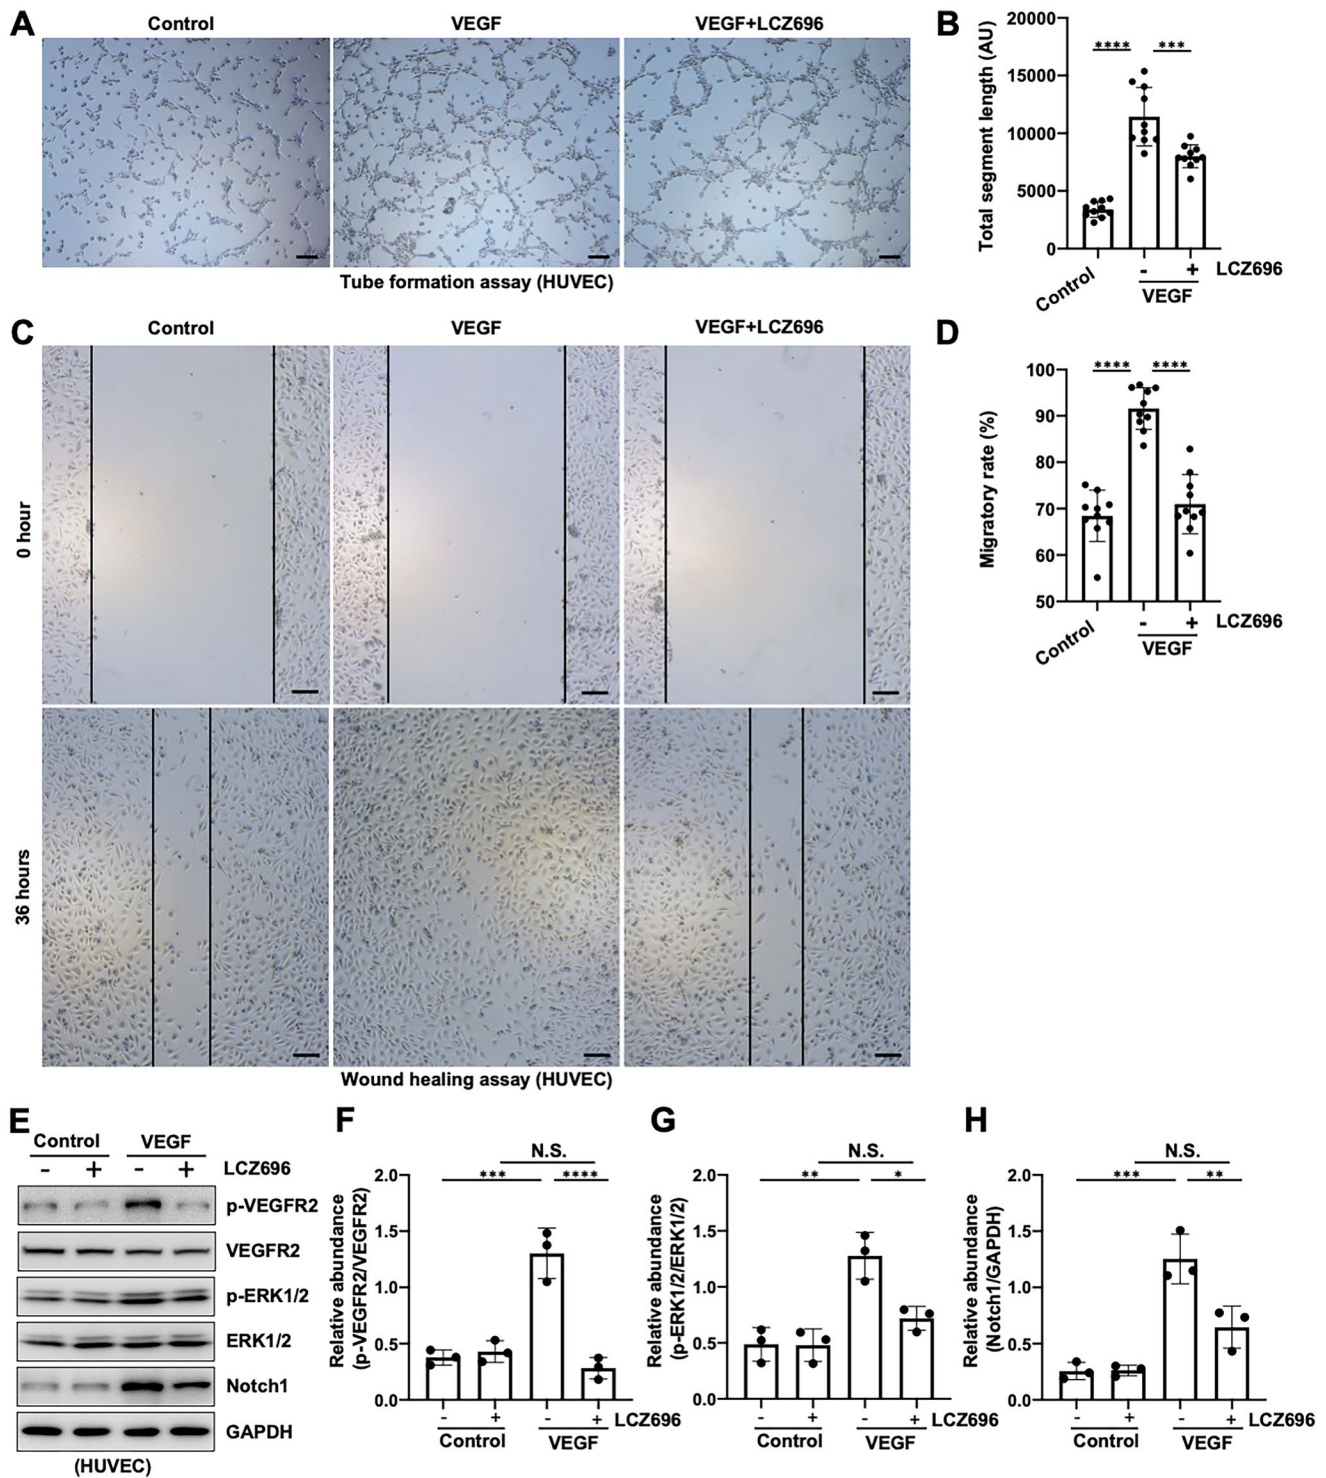 A
Control
VEGF
VEGF+LCZ696
Tube formation assay (HUVEC)
B
Total segment length (AU)
20000
15000
10000
5000
0
**** ***
Control
- + LCZ696
VEGF
C
Control
VEGF
VEGF+LCZ696
0 hour
36 hours
Wound healing assay (HUVEC)
D
Migratory rate (%)
100
90
80
70
60
50
**** ****
Control
- + LCZ696
VEGF
E
Control VEGF
- + - + LCZ696
p-VEGFR2
VEGFR2
p-ERK1/2
ERK1/2
Notch1
GAPDH
(HUVEC)
F
Relative abundance
(p-VEGFR2/VEGFR2)
N.S.
*** ****
2.0
1.5
1.0
0.5
0.0
- + - + LCZ696
Control VEGF
G
Relative abundance
(p-ERK1/2/ERK1/2)
N.S.
** *
2.0
1.5
1.0
0.5
0.0
- + - + LCZ696
Control VEGF
H
Relative abundance
(Notch1/GAPDH)
N.S.
*** **
2.0
1.5
1.0
0.5
0.0
- + - + LCZ696
Control VEGF